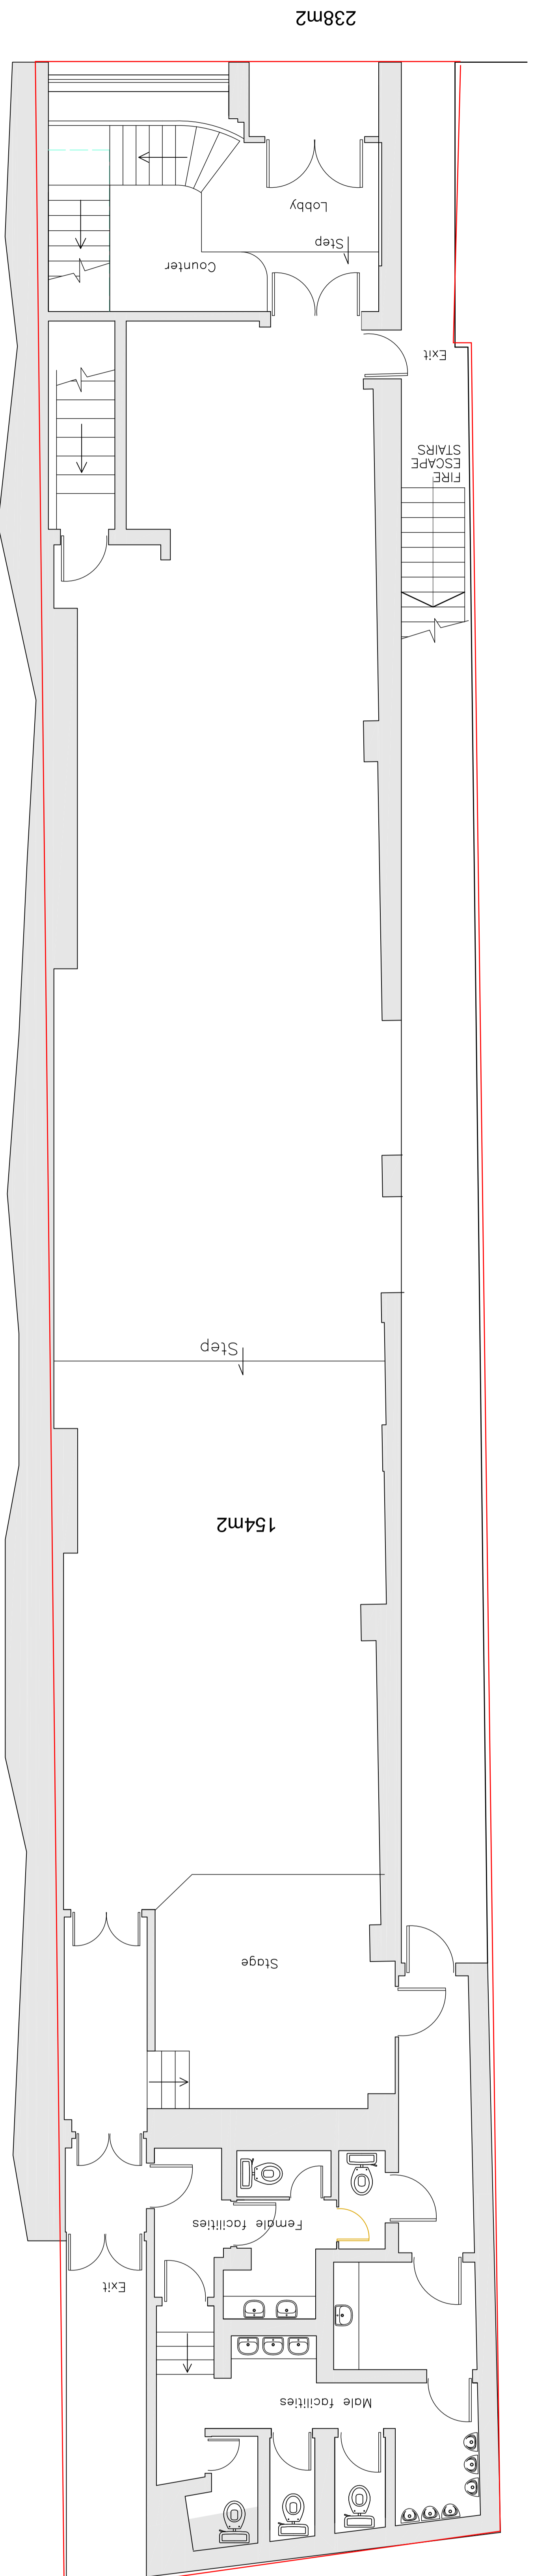 238m2
Lobby
Step
Counter
Exit
FIRE
ESCAPE
STAIRS
Step
154m2
Stage
Female facilities
Exit
Male facilities